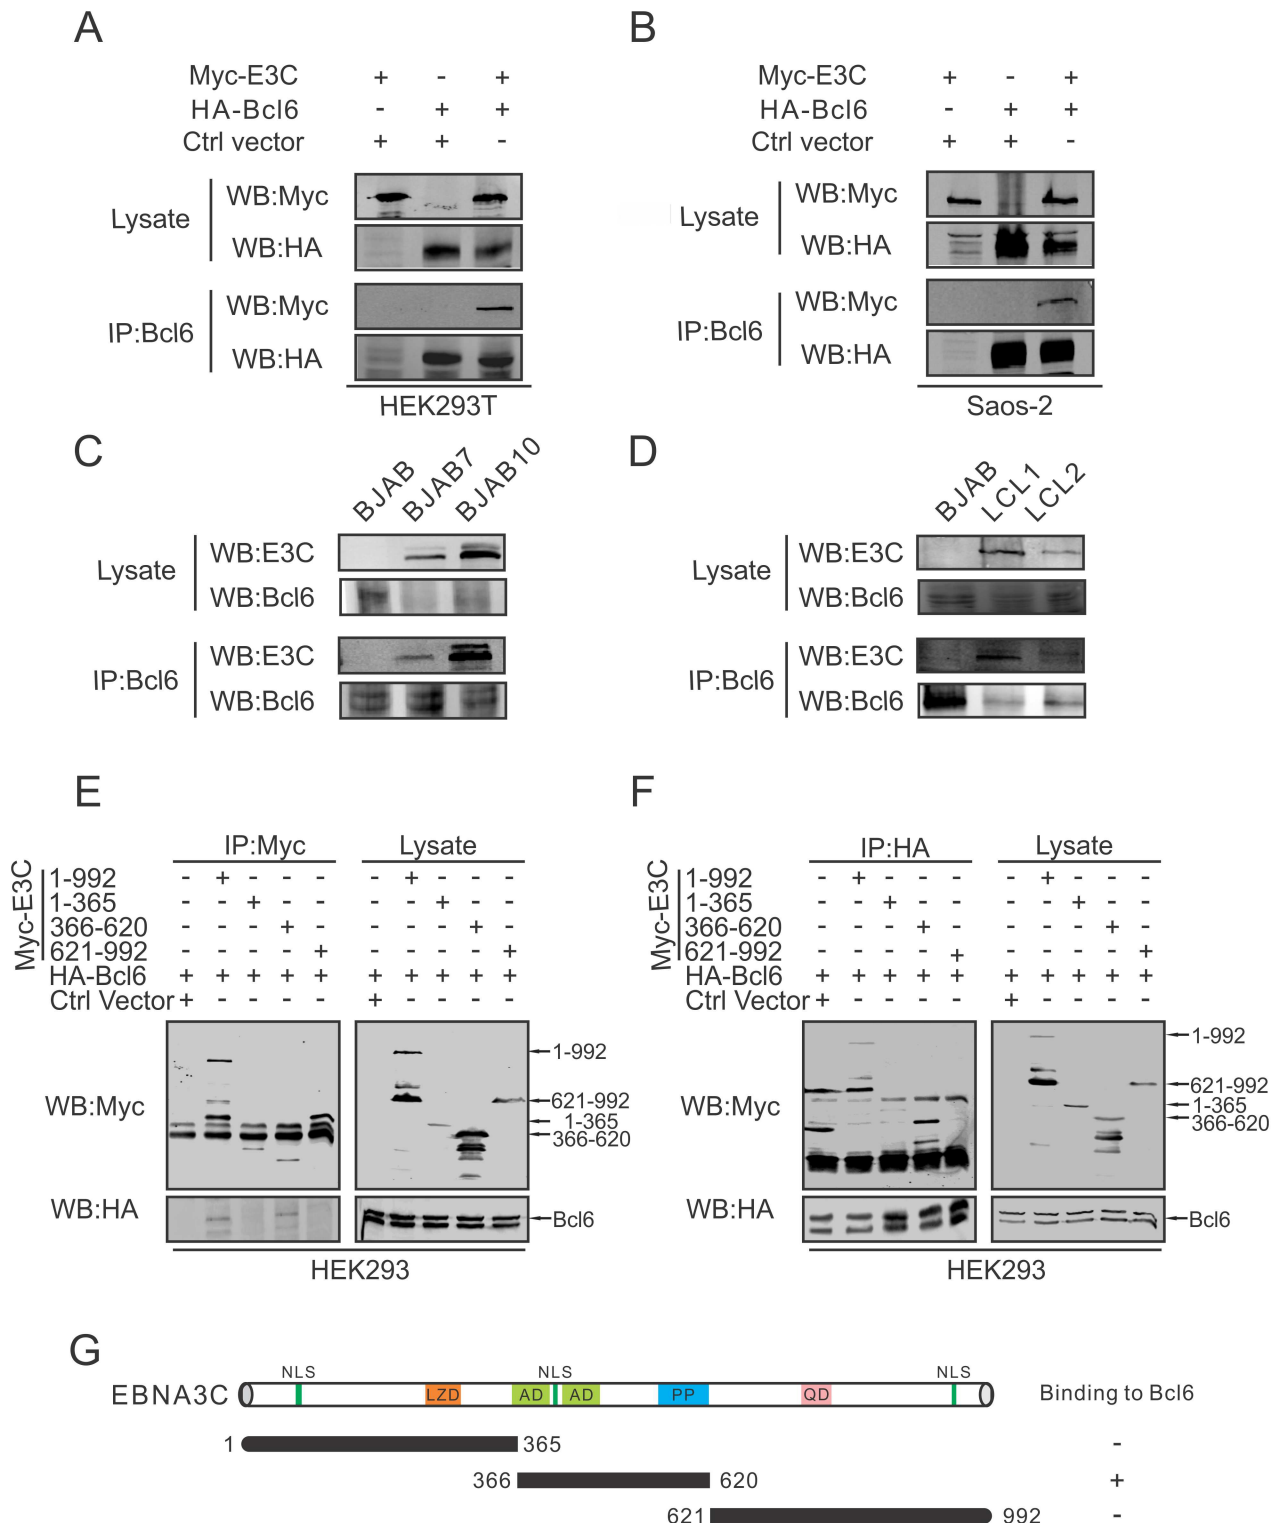 A
Myc-E3C + - +
HA-Bcl6 - + +
Ctrl vector + + -
Lysate
WB:Myc
WB:HA
IP:Bcl6
WB:Myc
WB:HA
HEK293T
B
Myc-E3C + - +
HA-Bcl6 - + +
Ctrl vector + + -
Lysate
WB:Myc
WB:HA
IP:Bcl6
WB:Myc
WB:HA
Saos-2
C
BJAB BJAB7 BJAB10
Lysate
WB:E3C
WB:Bcl6
IP:Bcl6
WB:E3C
WB:Bcl6
D
BJAB LCL1 LCL2
Lysate
WB:E3C
WB:Bcl6
IP:Bcl6
WB:E3C
WB:Bcl6
E
IP:Myc Lysate
Myc-E3C
1-992 - + - - - - + - - -
1-365 - - + - - - - + - -
366-620 - - - + - - - - + -
621-992 - - - - + - - - - +
HA-Bcl6 + + + + + + + + + +
Ctrl Vector + - - - - + - - - -
WB:Myc
1-992
621-992
1-365
366-620
WB:HA
Bcl6
HEK293
F
IP:HA Lysate
Myc-E3C
1-992 - + - - - - + - - -
1-365 - - + - - - - + - -
366-620 - - - + - - - - + -
621-992 - - - - + - - - - +
HA-Bcl6 + + + + + + + + + +
Ctrl Vector + - - - - + - - - -
WB:Myc
1-992
621-992
1-365
366-620
WB:HA
Bcl6
HEK293
G
NLS NLS NLS
EBNA3C LZD AD AD PP QD Binding to Bcl6
1 365 -
366 620 +
621 992 -